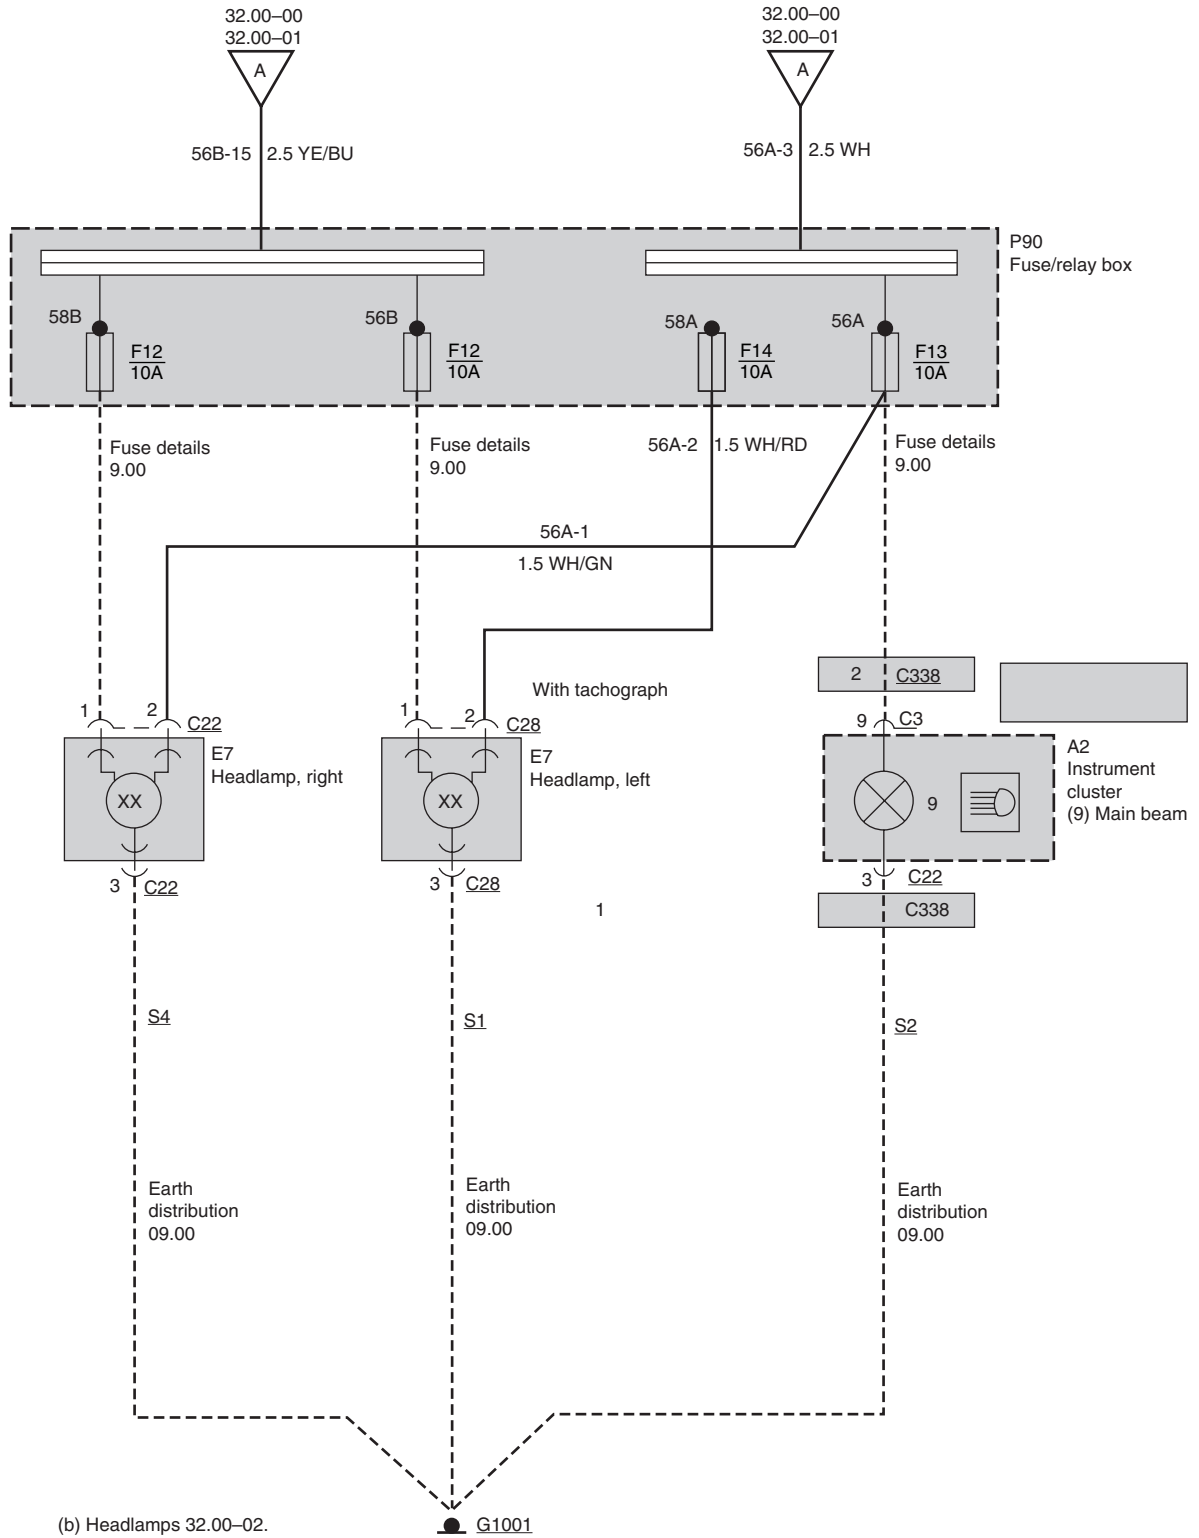 32.00–00
32.00–01
A
32.00–00
32.00–01
A
56B-15 2.5 YE/BU
56A-3 2.5 WH
P90
Fuse/relay box
58B
F12
10A
56B
F12
10A
58A
F14
10A
56A
F13
10A
Fuse details
9.00
Fuse details
9.00
56A-2 1.5 WH/RD
Fuse details
9.00
56A-1
1.5 WH/GN
With tachograph
2 C338
1 2 C22
E7
Headlamp, right
XX
3 C22
1 2 C28
E7
Headlamp, left
XX
3 C28
9 C3
A2
Instrument
cluster
(9) Main beam
9
3 C22
C338
1
S4
S1
S2
Earth
distribution
09.00
Earth
distribution
09.00
Earth
distribution
09.00
(b) Headlamps 32.00–02.
G1001